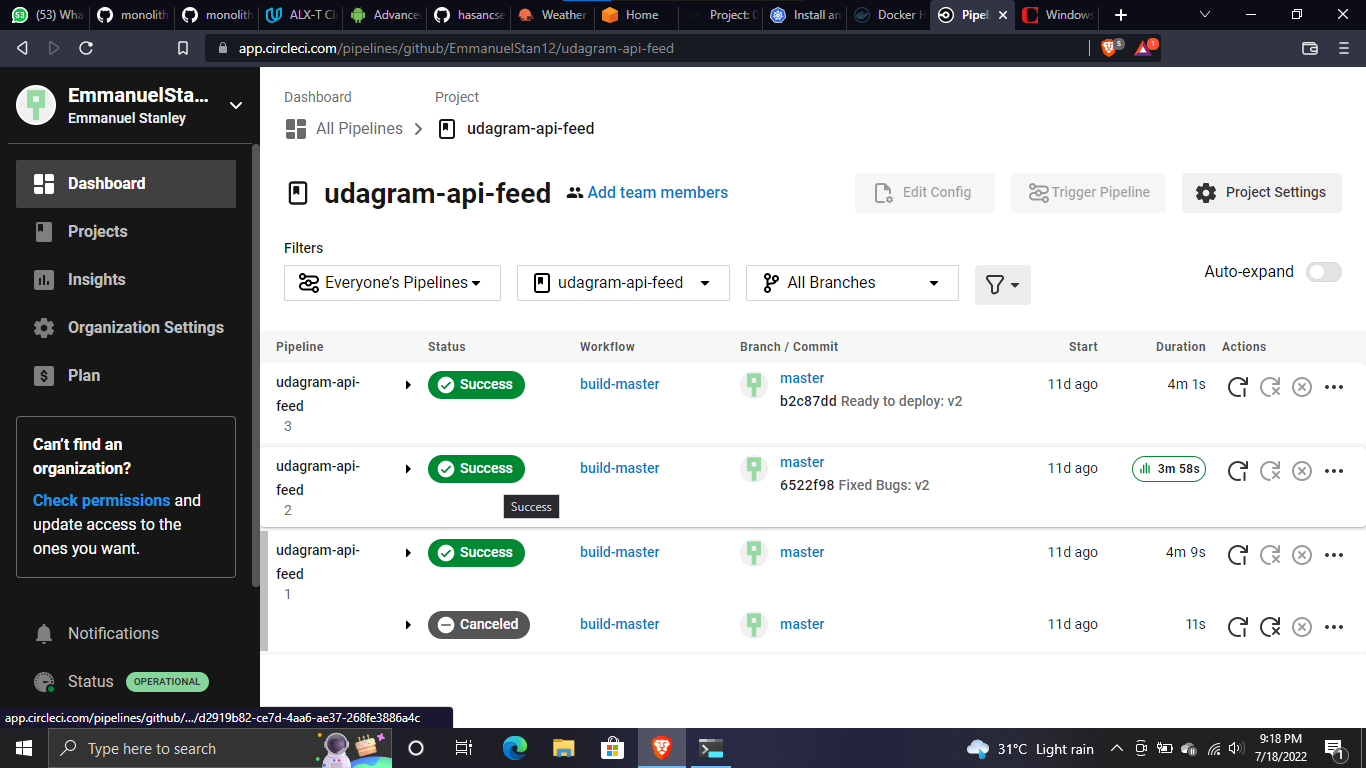 53
(53) Wha
monolith
monolith
ALX-T Cl
Advance
hasancse
Weather
Home
Project: 0
Install an
Docker H
Pipel
Windows
app.circleci.com/pipelines/github/EmmanuelStan12/udagram-api-feed
5
1
EmmanuelSta...
Emmanuel Stanley
Dashboard
Projects
Insights
Organization Settings
Plan
Can't find an
organization?
Check permissions and
update access to the
ones you want.
Notifications
Status OPERATIONAL
Dashboard Project
All Pipelines udagram-api-feed
udagram-api-feed Add team members Edit Config Trigger Pipeline Project Settings
Filters
Everyone's Pipelines udagram-api-feed All Branches Auto-expand
Pipeline Status Workflow Branch / Commit Start Duration Actions
udagram-api-
feed
3
Success build-master master
b2c87dd Ready to deploy: v2
11d ago 4m 1s
udagram-api-
feed
2
Success build-master master
6522f98 Fixed Bugs: v2
11d ago 3m 58s
Success
udagram-api-
feed
1
Success build-master master 11d ago 4m 9s
Canceled build-master master 11d ago 11s
app.circleci.com/pipelines/github/.../d2919b82-ce7d-4aa6-ae37-268fe3886a4c
Type here to search
31°C Light rain
9:18 PM
7/18/2022
1